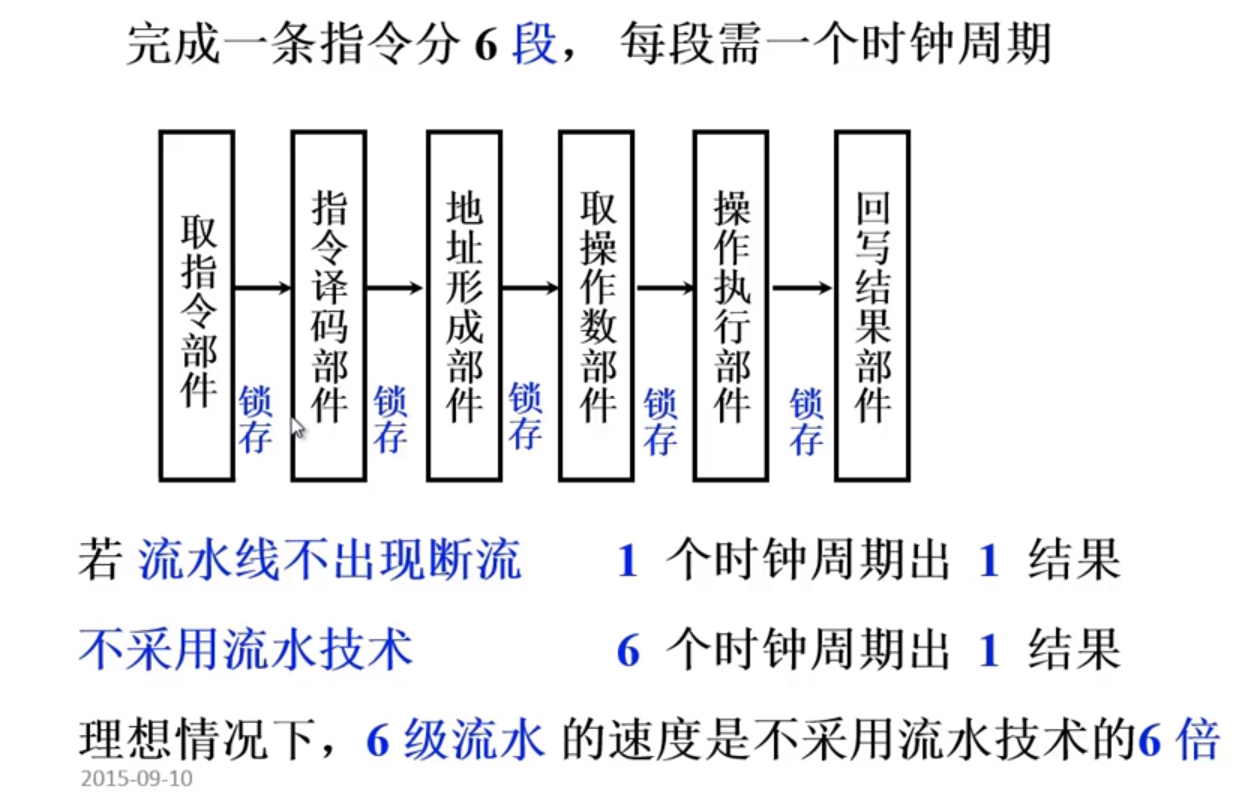 完成一条指令分 6 段， 每段需一个时钟周期
取指令部件
锁存
指令译码部件
锁存
地址形成部件
锁存
取操作数部件
锁存
操作执行部件
锁存
回写结果部件
若 流水线不出现断流 1 个时钟周期出 1 结果
不采用流水技术 6 个时钟周期出 1 结果
理想情况下，6 级流水 的速度是不采用流水技术的6 倍
2015-09-10